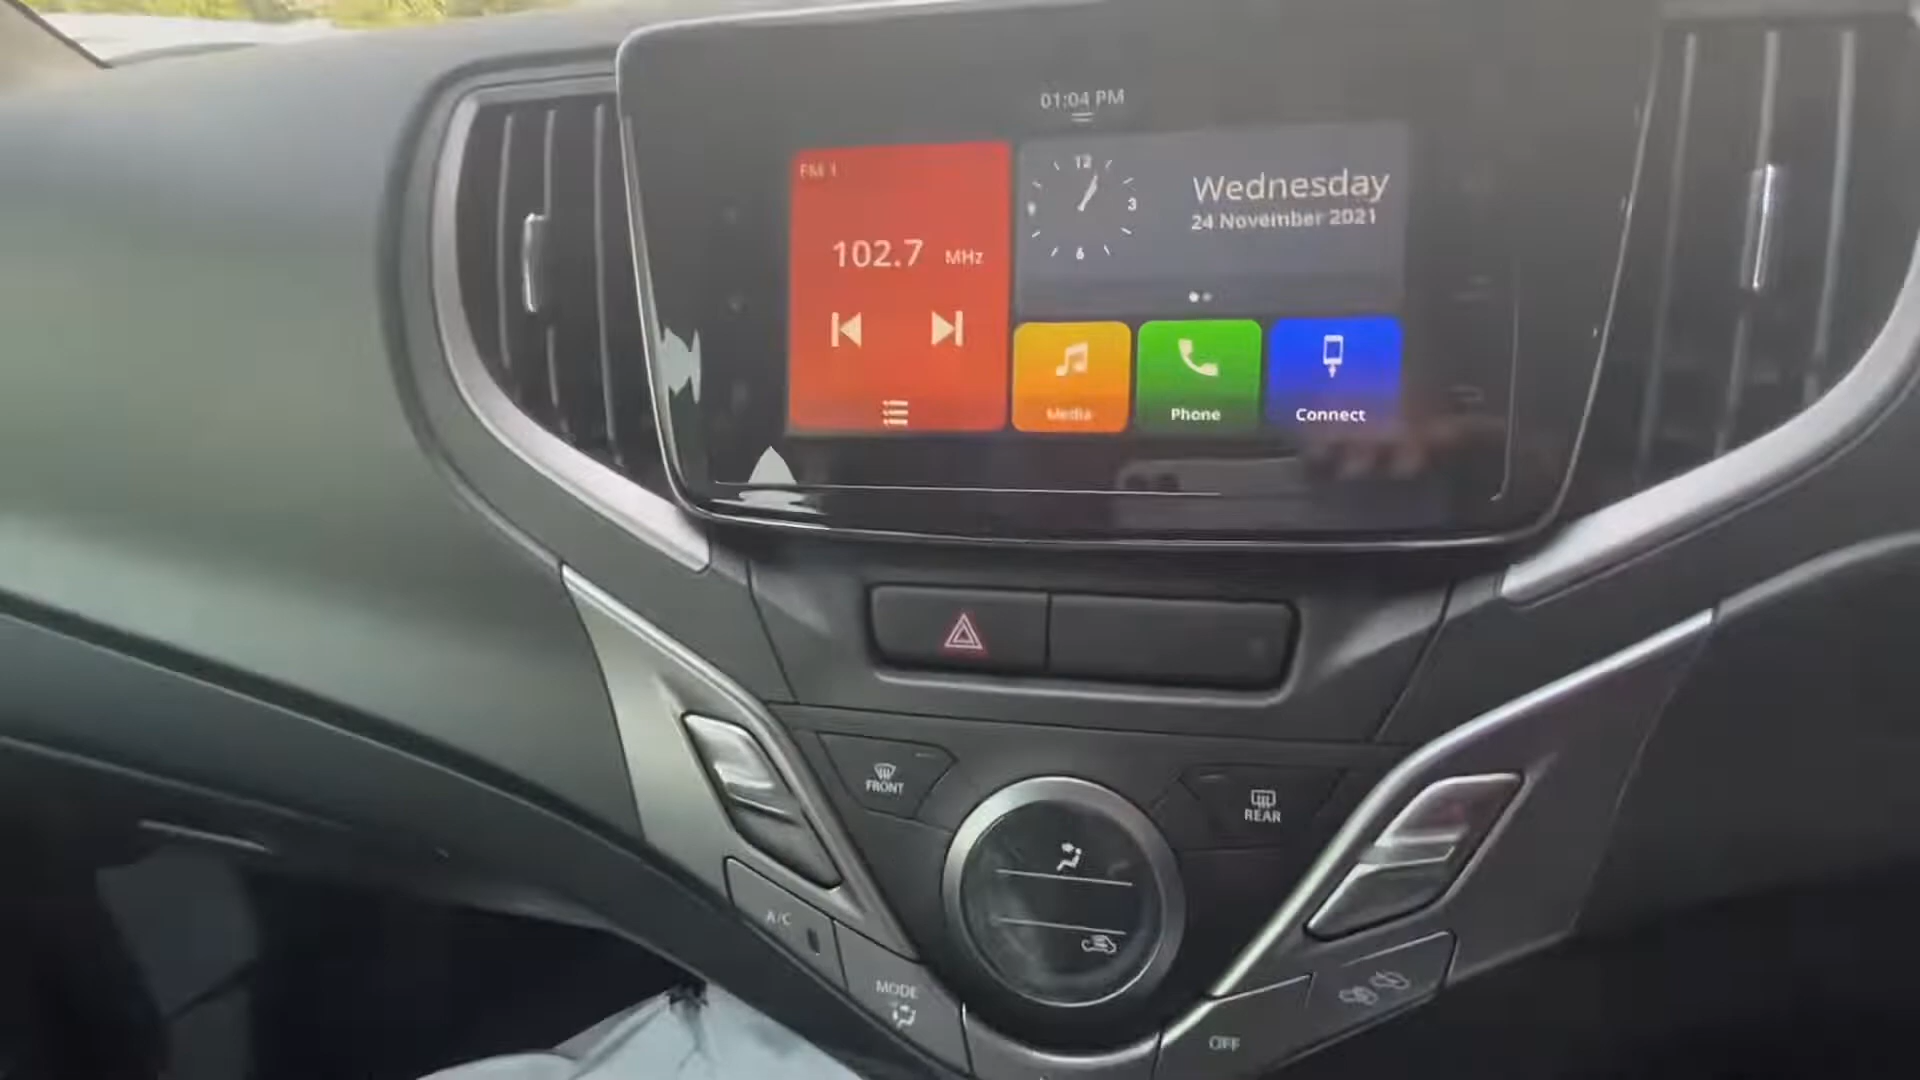 01:04 PM
FM 1
102.7 MHz
12
3
6
Wednesday
24 November 2021
Media
Phone
Connect
FRONT
REAR
A/C
MODE
OFF